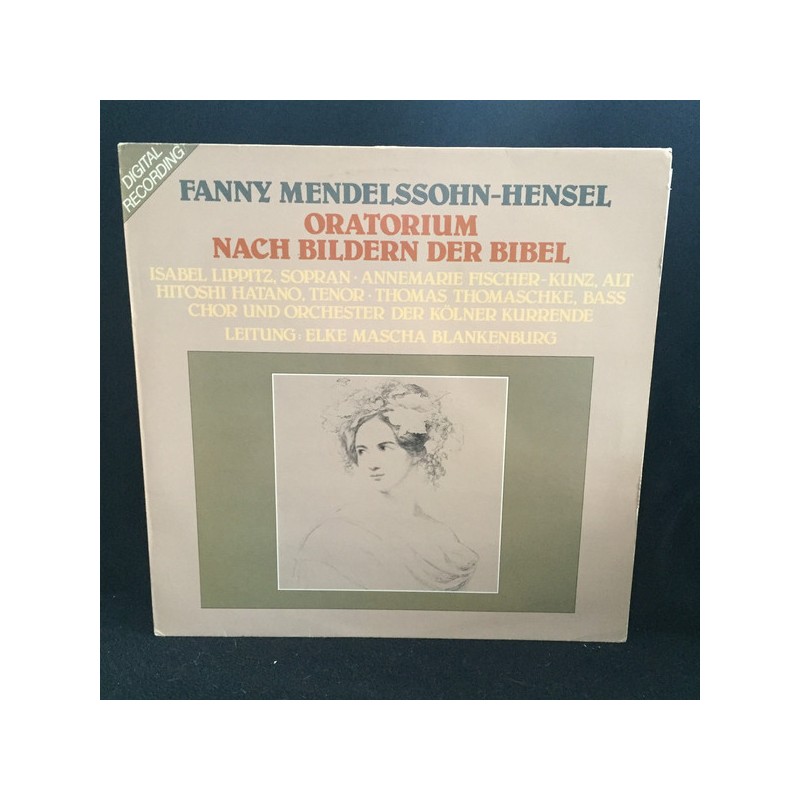 DIGITAL
RECORDING
FANNY MENDELSSOHN-HENSEL
ORATORIUM
NACH BILDERN DER BIBEL
ISABEL LIPPITZ, SOPRAN · ANNEMARIE FISCHER-KUNZ, ALT
HITOSHI HATANO, TENOR · THOMAS THOMASCHKE, BASS
CHOR UND ORCHESTER DER KÖLNER KURRENDE
LEITUNG: ELKE MASCHA BLANKENBURG